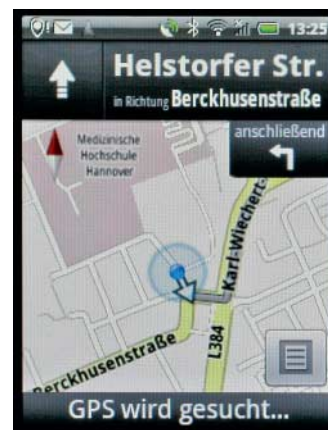 13:25
Helstorfer Str.
in Richtung Berckhusenstraße
anschließend
Medizinische
Hochschule
Hannover
Karl-Wiechert-
Berckhusenstraße
L384
GPS wird gesucht...